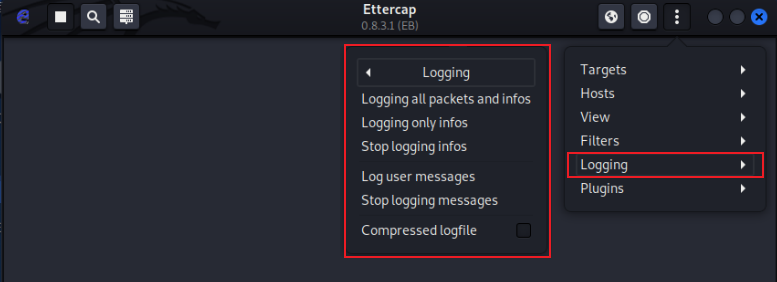 Ettercap
0.8.3.1 (EB)
Logging
Logging all packets and infos
Logging only infos
Stop logging infos
Log user messages
Stop logging messages
Compressed logfile
Targets
Hosts
View
Filters
Logging
Plugins